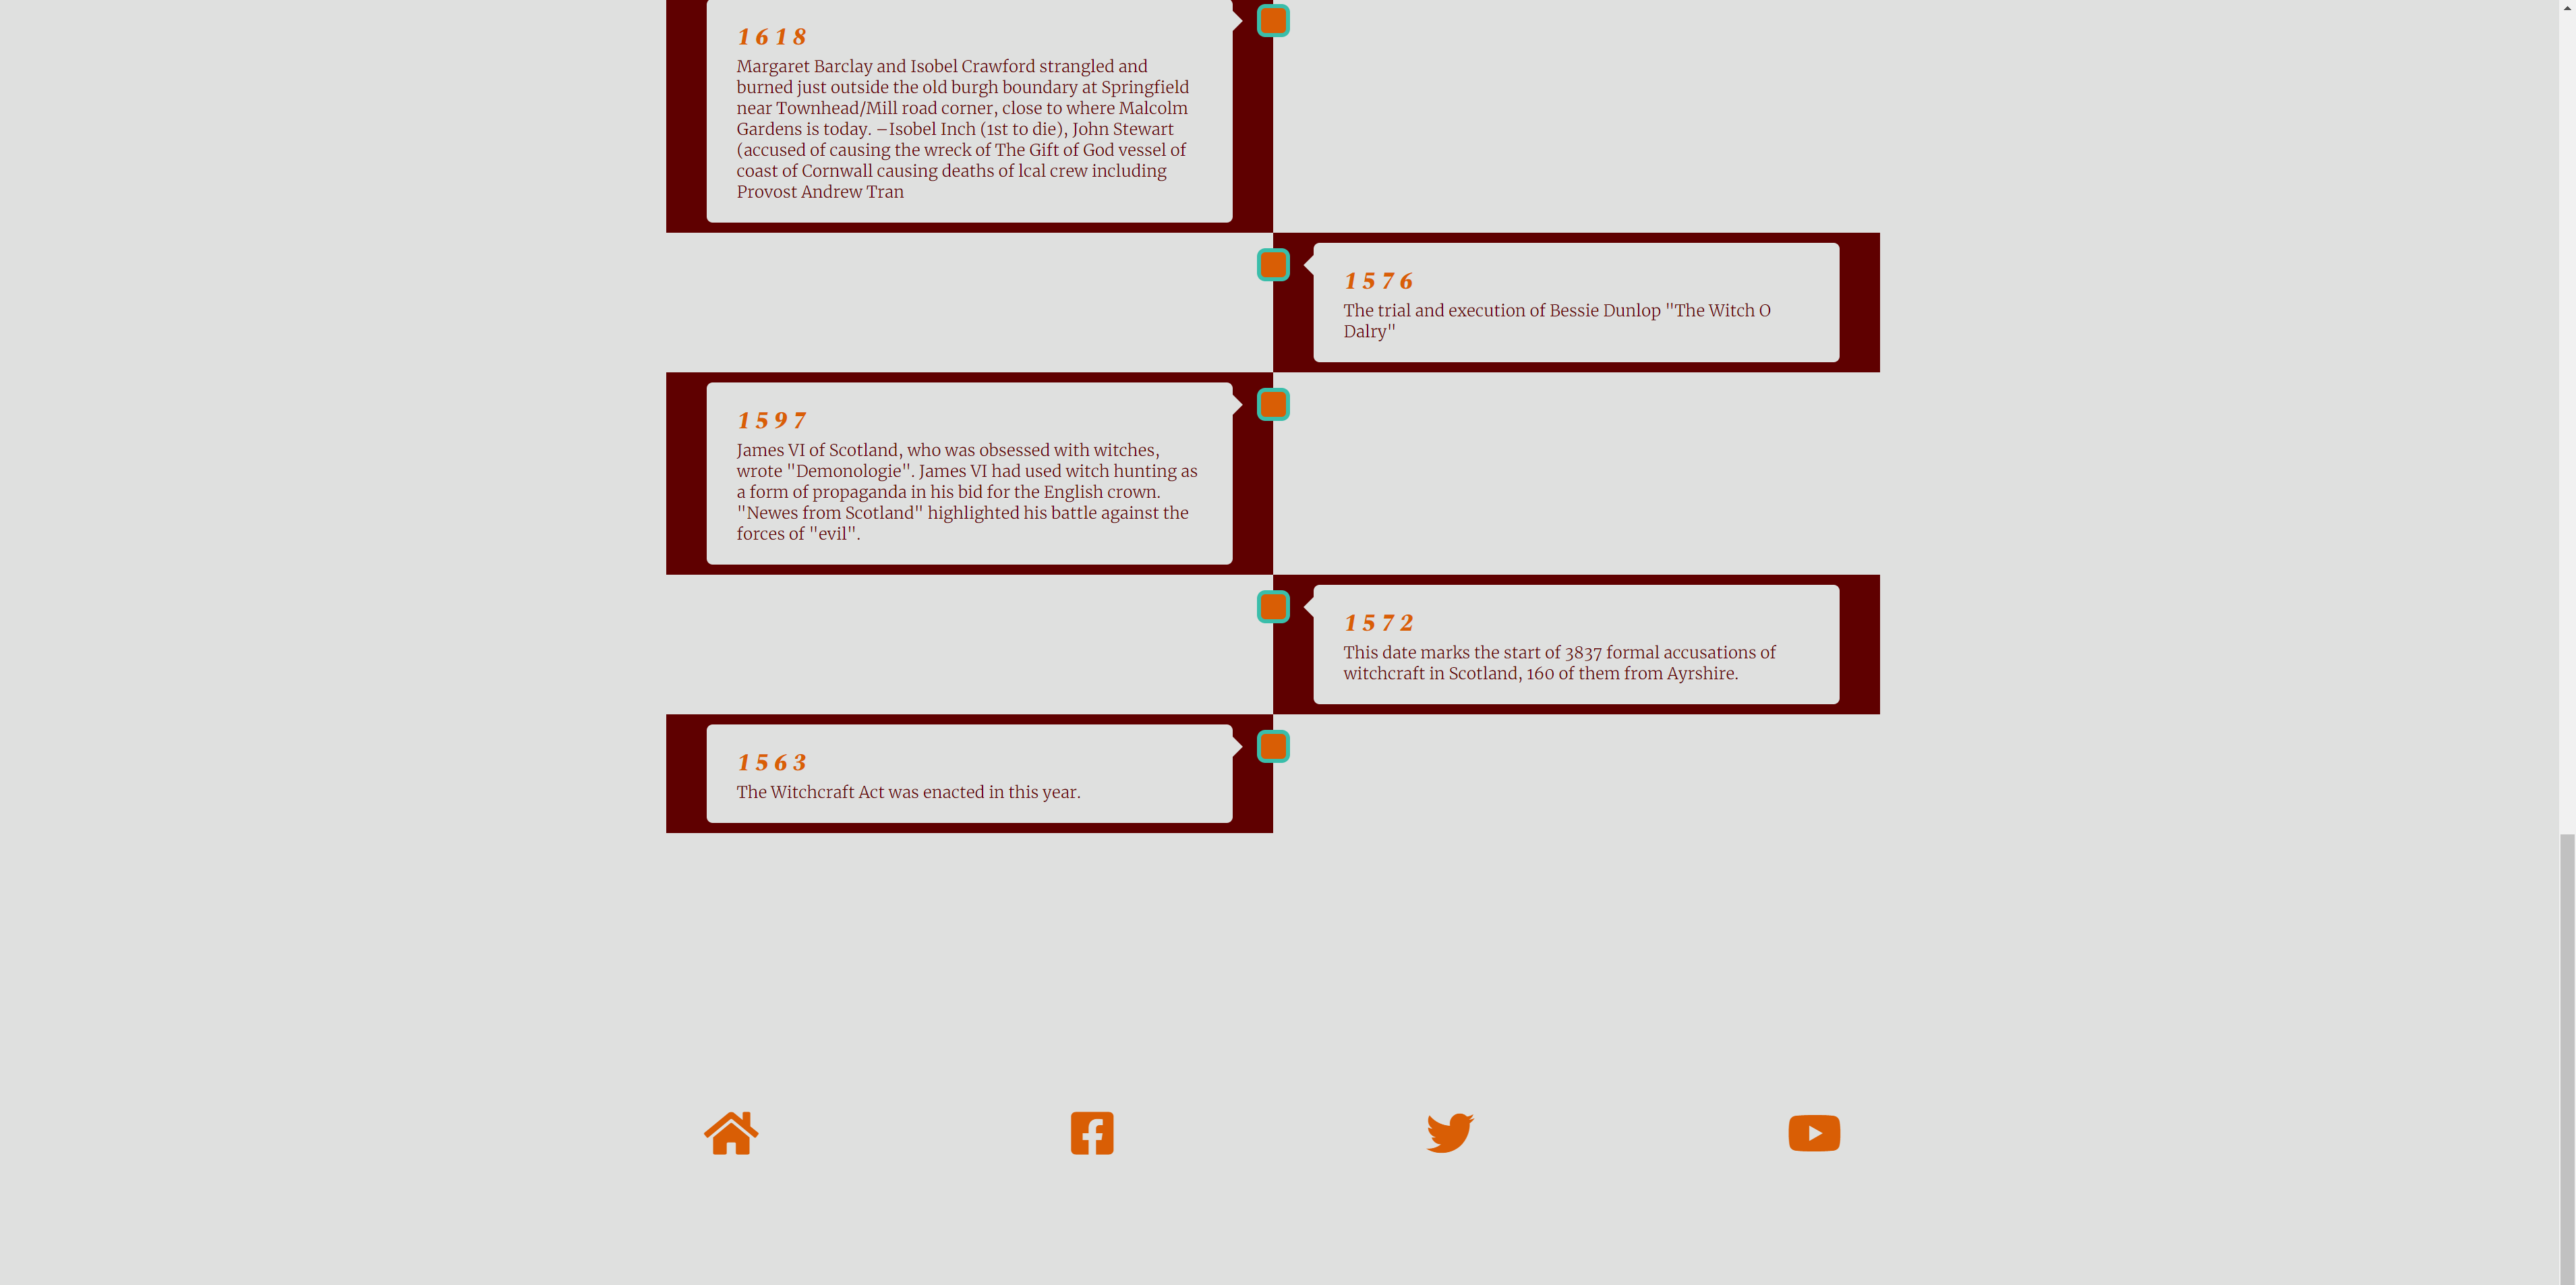 1618
Margaret Barclay and Isobel Crawford strangled and
burned just outside the old burgh boundary at Springfield
near Townhead/Mill road corner, close to where Malcolm
Gardens is today. –Isobel Inch (1st to die), John Stewart
(accused of causing the wreck of The Gift of God vessel of
coast of Cornwall causing deaths of lcal crew including
Provost Andrew Tran
1576
The trial and execution of Bessie Dunlop "The Witch O
Dalry"
1597
James VI of Scotland, who was obsessed with witches,
wrote "Demonologie". James VI had used witch hunting as
a form of propaganda in his bid for the English crown.
"Newes from Scotland" highlighted his battle against the
forces of "evil".
1572
This date marks the start of 3837 formal accusations of
witchcraft in Scotland, 160 of them from Ayrshire.
1563
The Witchcraft Act was enacted in this year.